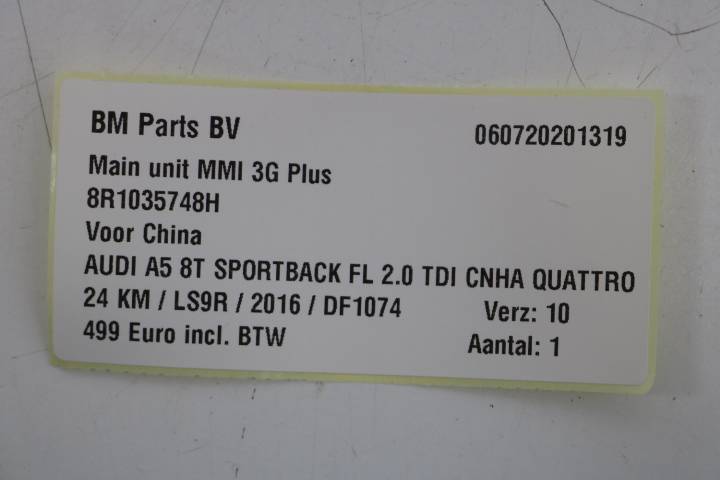 BM Parts BV 060720201319
Main unit MMI 3G Plus
8R1035748H
Voor China
AUDI A5 8T SPORTBACK FL 2.0 TDI CNHA QUATTRO
24 KM / LS9R / 2016 / DF1074 Verz: 10
499 Euro incl. BTW Aantal: 1